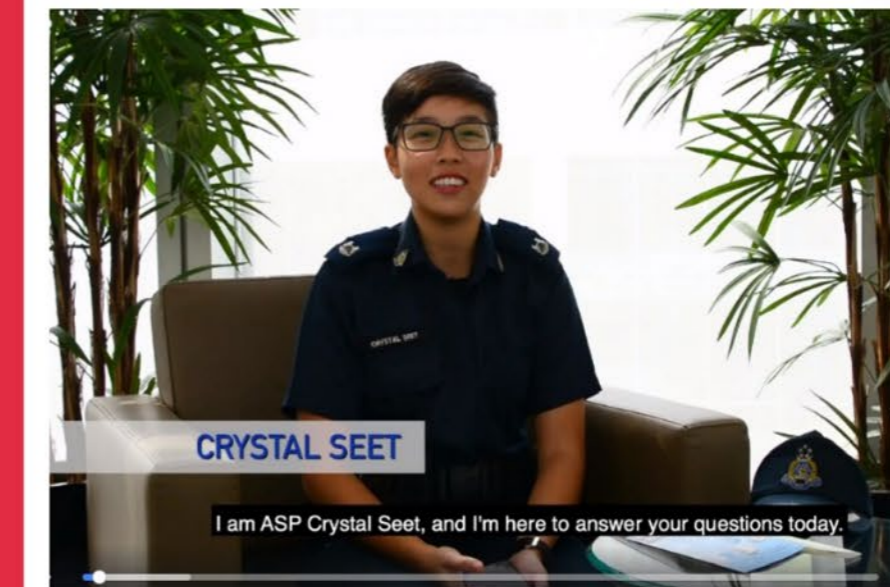 CRYSTAL SEET
CRYSTAL SEET
I am ASP Crystal Seet, and I'm here to answer your questions today.